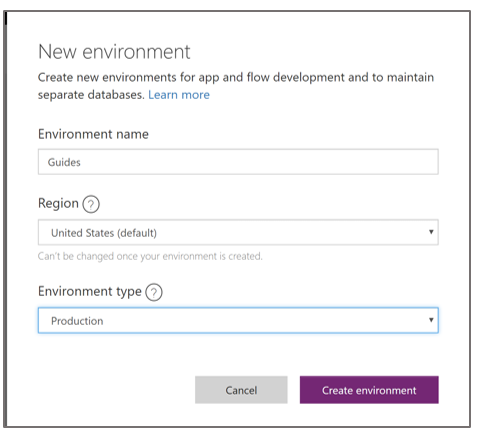 New environment
Create new environments for app and flow development and to maintain
separate databases. Learn more
Environment name
Guides
Region ?
United States (default)
Can't be changed once your environment is created.
Environment type ?
Production
Cancel
Create environment